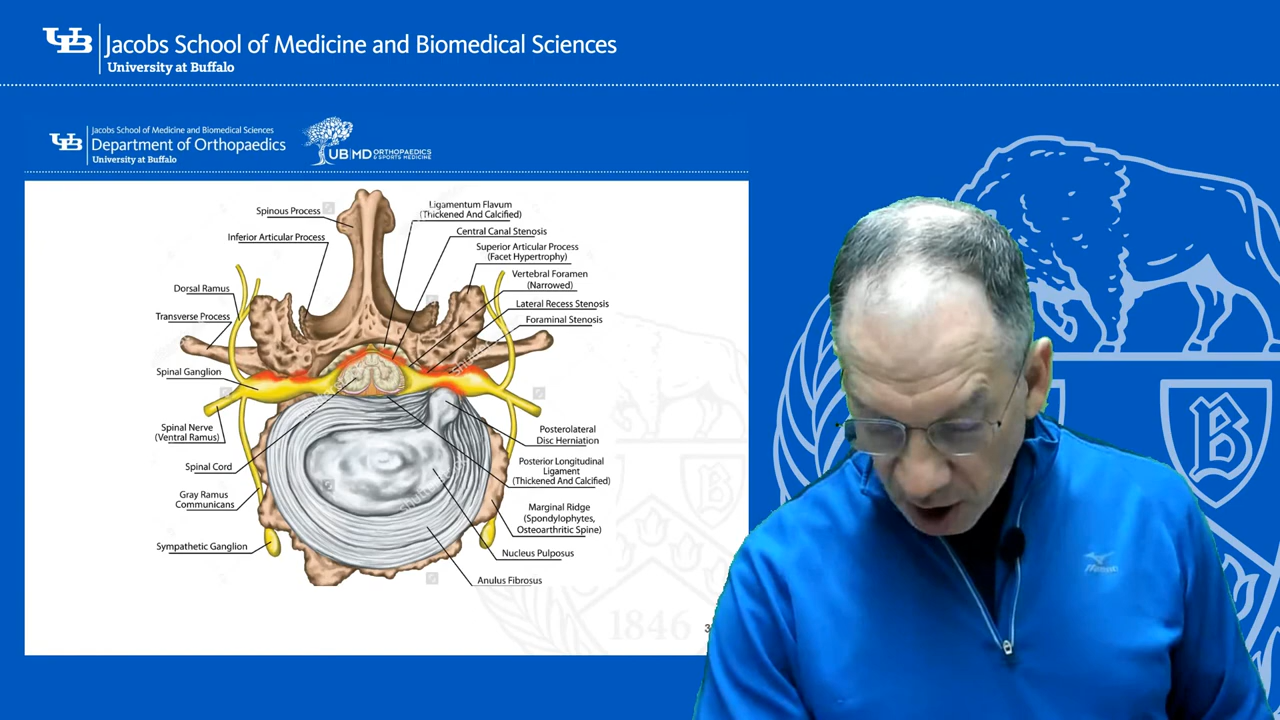 UB Jacobs School of Medicine and Biomedical Sciences
University at Buffalo
UB Jacobs School of Medicine and Biomedical Sciences
Department of Orthopaedics
University at Buffalo
UB|MD ORTHOPAEDICS
& SPORTS MEDICINE
Spinous Process
Inferior Articular Process
Dorsal Ramus
Transverse Process
Spinal Ganglion
Spinal Nerve
(Ventral Ramus)
Spinal Cord
Gray Ramus
Communicans
Sympathetic Ganglion
Ligamentum Flavum
(Thickened And Calcified)
Central Canal Stenosis
Superior Articular Process
(Facet Hypertrophy)
Vertebral Foramen
(Narrowed)
Lateral Recess Stenosis
Foraminal Stenosis
Posterolateral
Disc Herniation
Posterior Longitudinal
Ligament
(Thickened And Calcified)
Marginal Ridge
(Spondylophytes,
Osteoarthritic Spine)
Nucleus Pulposus
Anulus Fibrosus
1846
B